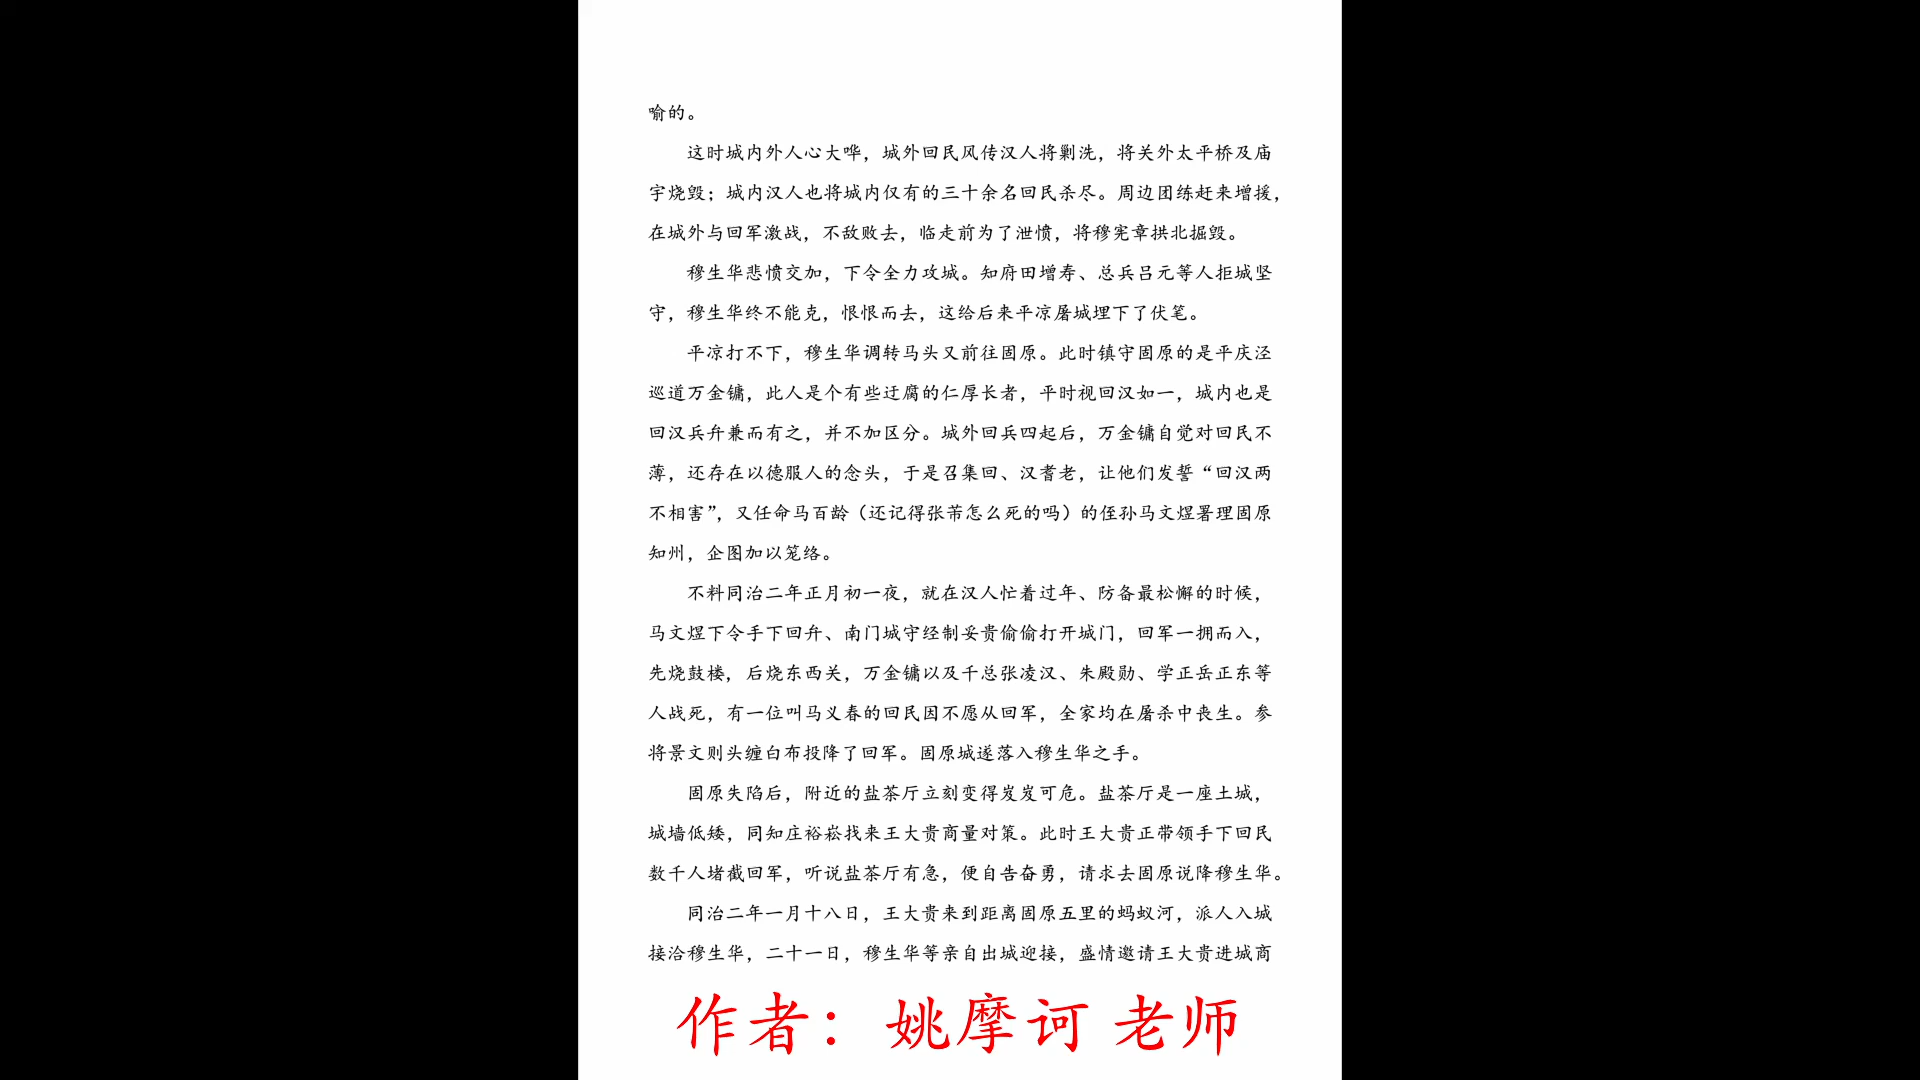 喻的。
这时城内外人心大哗，城外回民风传汉人将剿洗，将关外太平桥及庙
宇烧毁；城内汉人也将城内仅有的三十余名回民杀尽。周边团练赶来增援，
在城外与回军激战，不敌败去，临走前为了泄愤，将穆宪章拱北掘毁。
穆生华悲愤交加，下令全力攻城。知府田增寿、总兵吕元等人拒城坚
守，穆生华终不能克，恨恨而去，这给后来平凉屠城埋下了伏笔。
平凉打不下，穆生华调转马头又前往固原。此时镇守固原的是平庆泾
巡道万金镛，此人是个有些迂腐的仁厚长者，平时视回汉如一，城内也是
回汉兵弁兼而有之，并不加区分。城外回兵四起后，万金镛自觉对回民不
薄，还存在以德服人的念头，于是召集回、汉耆老，让他们发誓“回汉两
不相害”，又任命马百龄（还记得张芾怎么死的吗）的侄孙马文煜署理固原
知州，企图加以笼络。
不料同治二年正月初一夜，就在汉人忙着过年、防备最松懈的时候，
马文煜下令手下回弁、南门城守经制妥贵偷偷打开城门，回军一拥而入，
先烧鼓楼，后烧东西关，万金镛以及千总张凌汉、朱殿勋、学正岳正东等
人战死，有一位叫马义春的回民因不愿从回军，全家均在屠杀中丧生。参
将景文则头缠白布投降了回军。固原城遂落入穆生华之手。
固原失陷后，附近的盐茶厅立刻变得岌岌可危。盐茶厅是一座土城，
城墙低矮，同知庄裕崧找来王大贵商量对策。此时王大贵正带领手下回民
数千人堵截回军，听说盐茶厅有急，便自告奋勇，请求去固原说降穆生华。
同治二年一月十八日，王大贵来到距离固原五里的蚂蚁河，派人入城
接洽穆生华，二十一日，穆生华等亲自出城迎接，盛情邀请王大贵进城商
作者：姚摩诃 老师